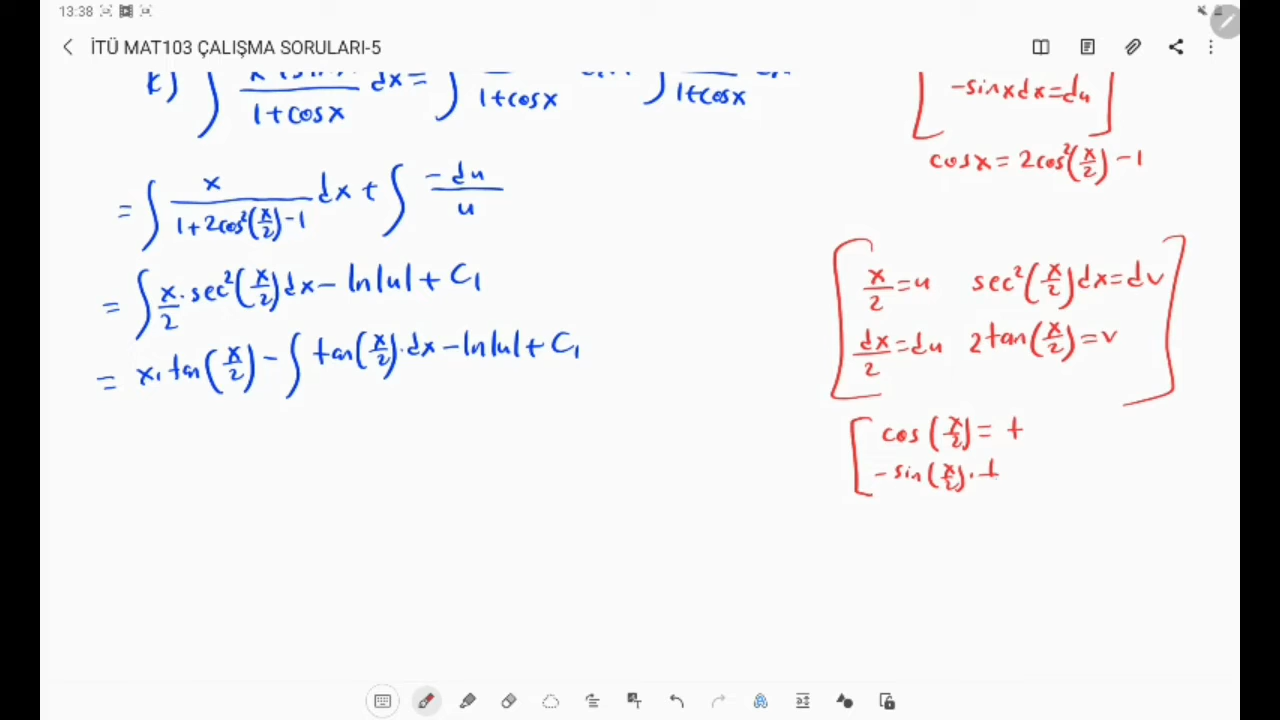 13:38
İTÜ MAT103 ÇALIŞMA SORULARI-5
∫ dx = ∫ ∫
1+cosx 1+cosx 1+cosx
-sinxdx=du
cosx = 2cos²(x/2) - 1
= ∫ x/(1+2cos²(x/2)-1) dx + ∫ -du/u
= ∫ x/2 . sec²(x/2) dx - ln|u| + C₁
= x.tan(x/2) - ∫ tan(x/2).dx - ln|u| + C₁
x/2 = u sec²(x/2)dx=dv
dx/2 = du 2tan(x/2) = v
cos(x/2) = t
-sin(x/2).